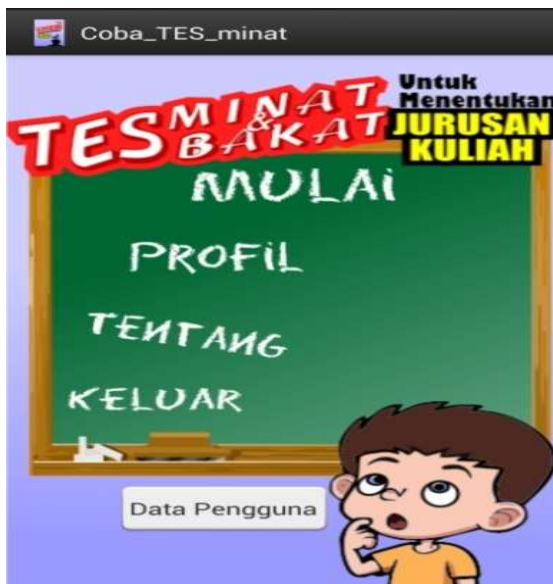 Coba_TES_minat
TES MINAT & BAKAT
Untuk
Menentukan
JURUSAN
KULIAH
MULAi
PROFiL
TENTANG
KELUAR
Data Pengguna